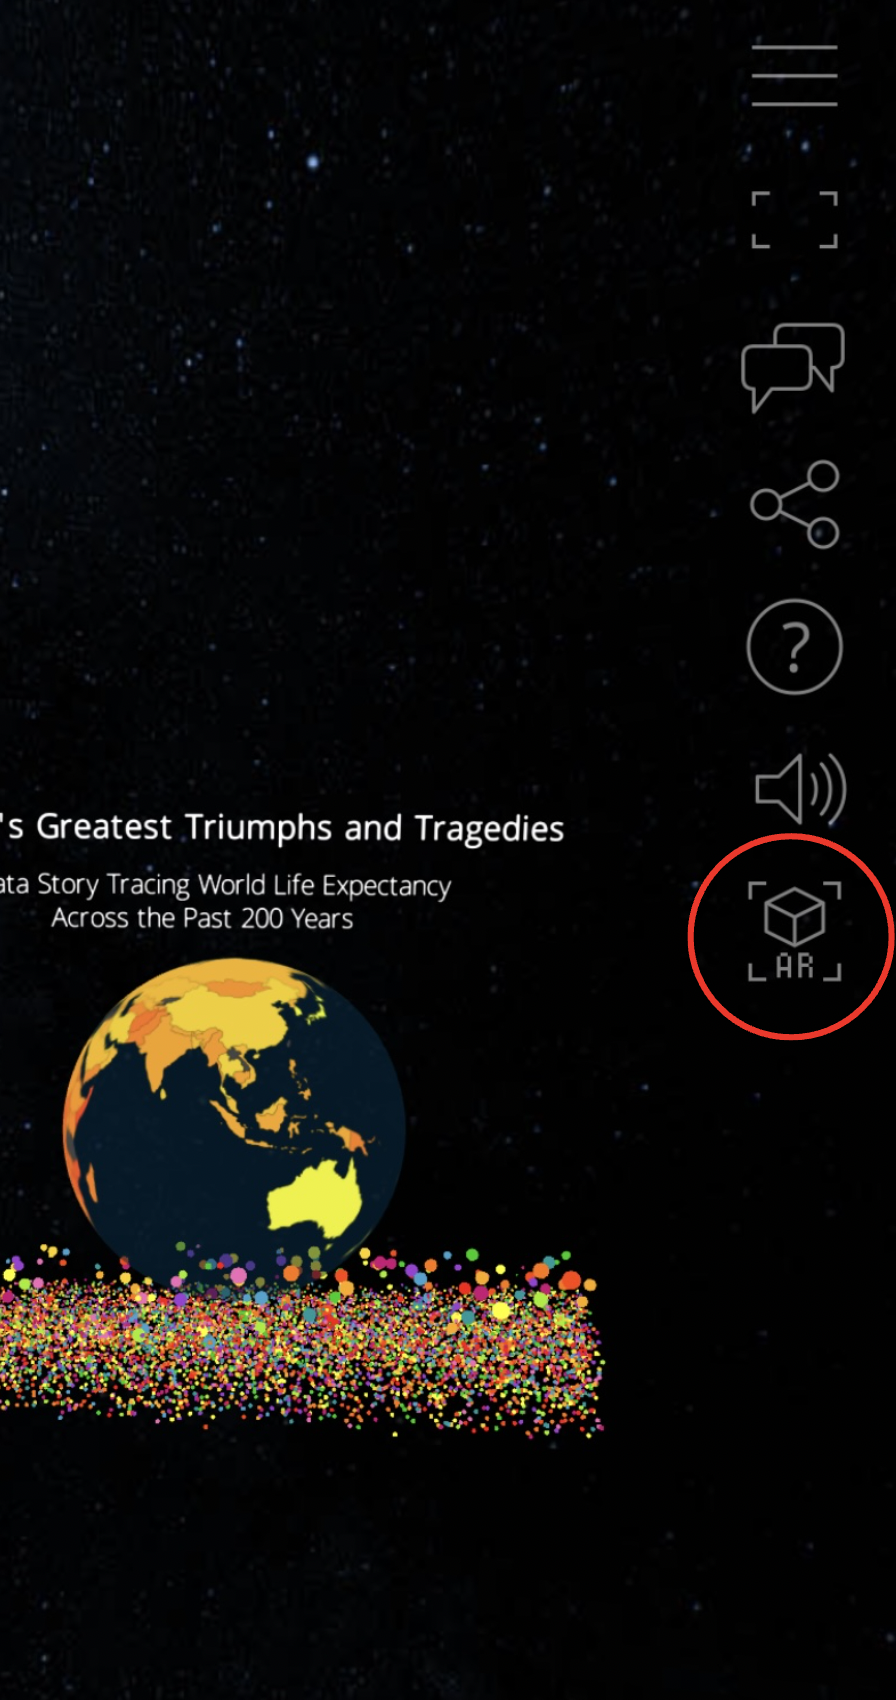 ?
's Greatest Triumphs and Tragedies
ata Story Tracing World Life Expectancy
Across the Past 200 Years
AR